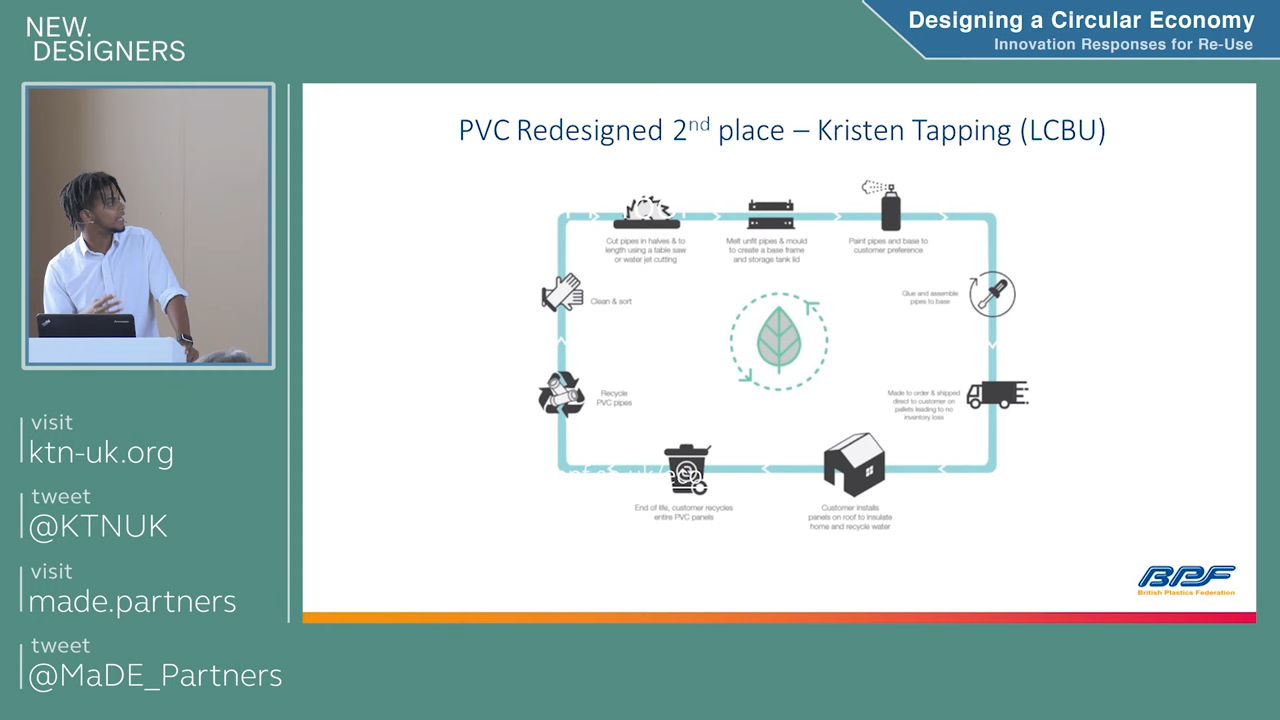 NEW.
DESIGNERS
Designing a Circular Economy
Innovation Responses for Re-Use
PVC Redesigned 2nd place – Kristen Tapping (LCBU)
Cut pipes in halves & to
length using a table saw
or water jet cutting
Melt unfit pipes & mould
to create a base frame
and storage tank lid
Paint pipes and base to
customer preference
Glue and assemble
pipes to base
Clean & sort
Recycle
PVC pipes
Made to order & shipped
direct to customer on
pallets leading to no
inventory loss
End of life, customer recycles
entire PVC panels
Customer installs
panels on roof to insulate
home and recycle water
BPF
British Plastics Federation
visit
ktn-uk.org
tweet
@KTNUK
visit
made.partners
tweet
@MaDE_Partners